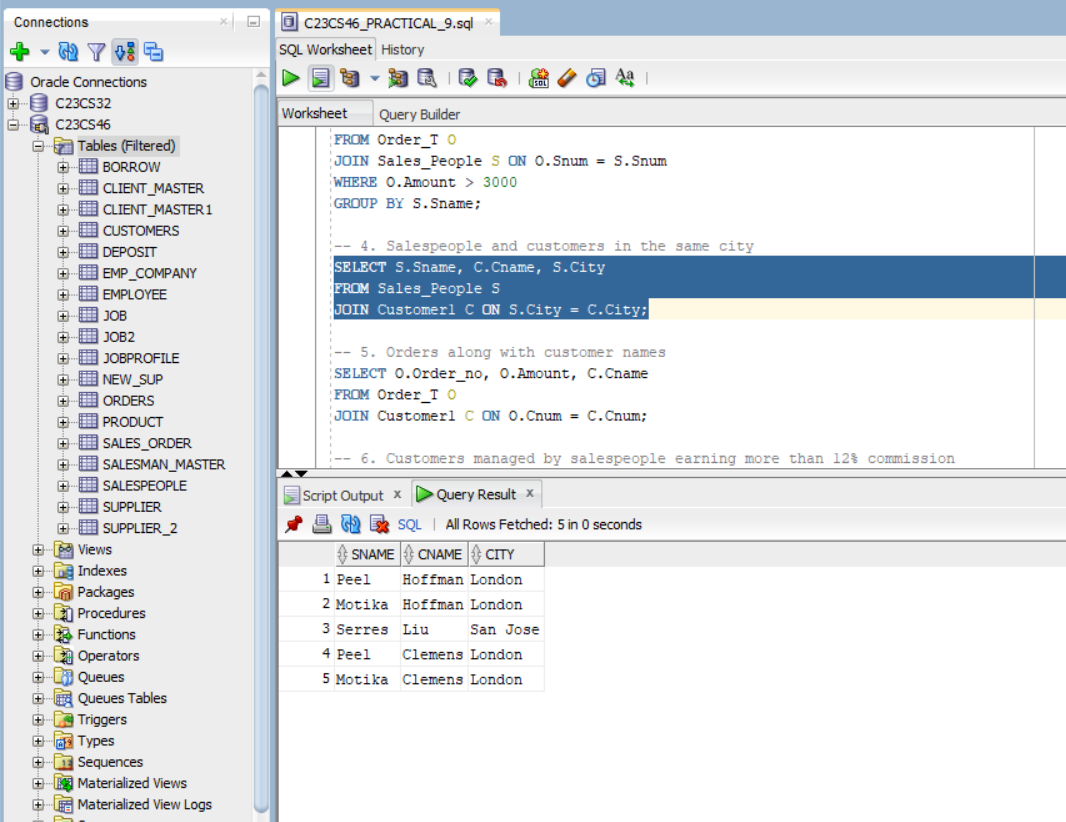 Connections
Oracle Connections
C23CS32
C23CS46
Tables (Filtered)
BORROW
CLIENT_MASTER
CLIENT_MASTER1
CUSTOMERS
DEPOSIT
EMP_COMPANY
EMPLOYEE
JOB
JOB2
JOBPROFILE
NEW_SUP
ORDERS
PRODUCT
SALES_ORDER
SALESMAN_MASTER
SALESPEOPLE
SUPPLIER
SUPPLIER_2
Views
Indexes
Packages
Procedures
Functions
Operators
Queues
Queues Tables
Triggers
Types
Sequences
Materialized Views
Materialized View Logs
C23CS46_PRACTICAL_9.sql
SQL Worksheet History
Worksheet Query Builder
FROM Order_T O
JOIN Sales_People S ON O.Snum = S.Snum
WHERE O.Amount > 3000
GROUP BY S.Sname;
-- 4. Salespeople and customers in the same city
SELECT S.Sname, C.Cname, S.City
FROM Sales_People S
JOIN Customer1 C ON S.City = C.City;
-- 5. Orders along with customer names
SELECT O.Order_no, O.Amount, C.Cname
FROM Order_T O
JOIN Customer1 C ON O.Cnum = C.Cnum;
-- 6. Customers managed by salespeople earning more than 12% commission
Script Output x Query Result x
SQL | All Rows Fetched: 5 in 0 seconds
SNAME CNAME CITY
1 Peel Hoffman London
2 Motika Hoffman London
3 Serres Liu San Jose
4 Peel Clemens London
5 Motika Clemens London